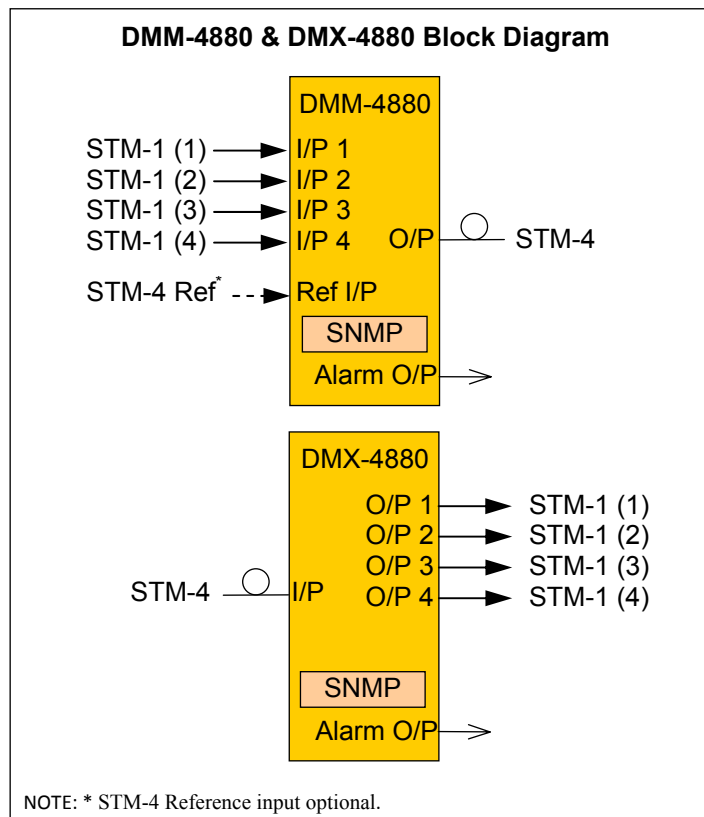 DMM-4880 & DMX-4880 Block Diagram
DMM-4880
STM-1 (1) I/P 1
STM-1 (2) I/P 2
STM-1 (3) I/P 3
STM-1 (4) I/P 4 O/P STM-4
STM-4 Ref* Ref I/P
SNMP
Alarm O/P
DMX-4880
O/P 1 STM-1 (1)
O/P 2 STM-1 (2)
O/P 3 STM-1 (3)
STM-4 I/P O/P 4 STM-1 (4)
SNMP
Alarm O/P
NOTE: * STM-4 Reference input optional.